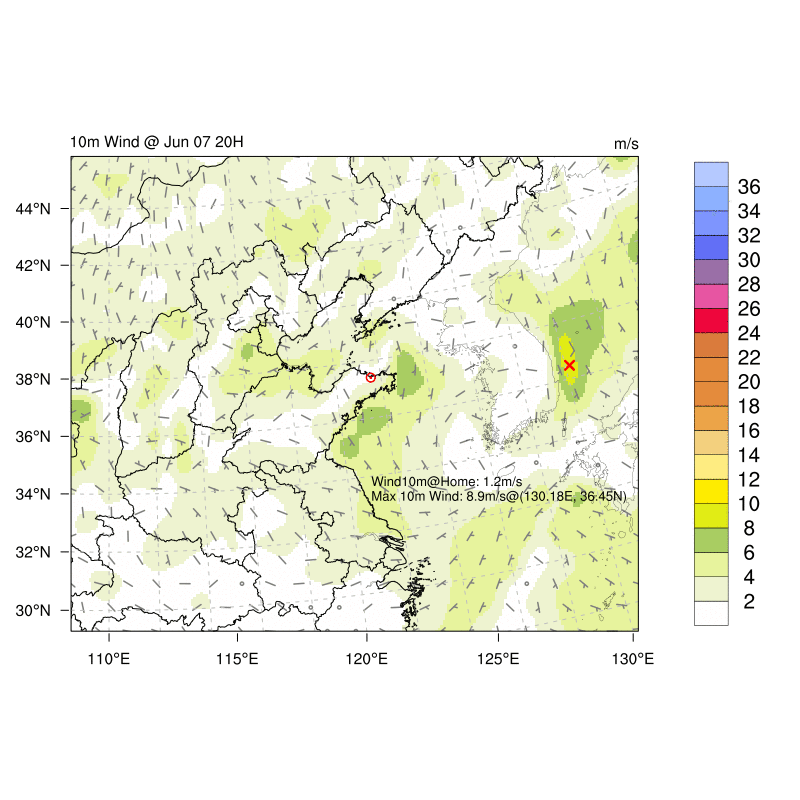 10m Wind @ Jun 07 20H
m/s
44°N
42°N
40°N
38°N
36°N
34°N
32°N
30°N
110°E
115°E
120°E
125°E
130°E
Wind10m@Home: 1.2m/s
Max 10m Wind: 8.9m/s@(130.18E, 36.45N)
36
34
32
30
28
26
24
22
20
18
16
14
12
10
8
6
4
2